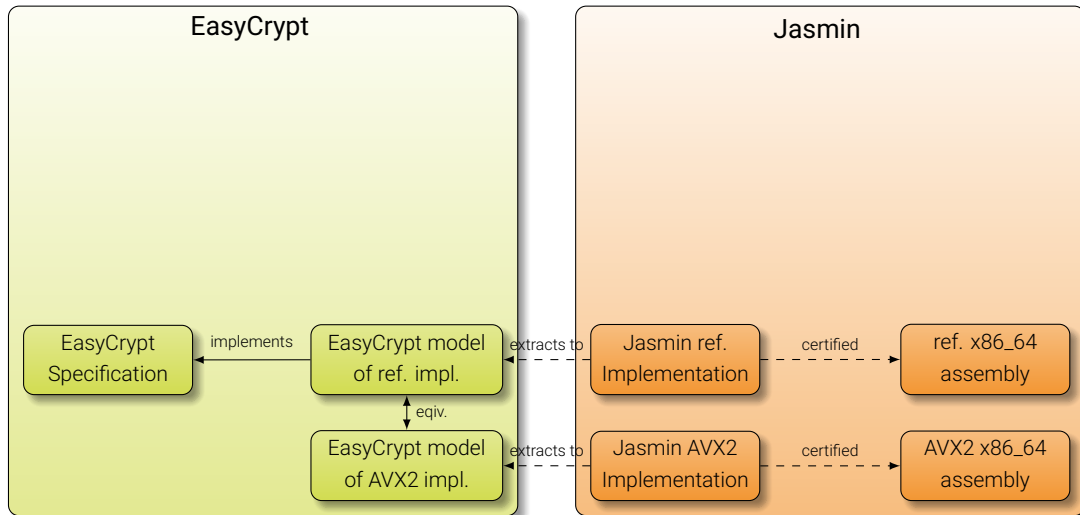 EasyCrypt
Jasmin
EasyCrypt
Specification
implements
EasyCrypt model
of ref. impl.
extracts to
Jasmin ref.
Implementation
certified
ref. x86_64
assembly
eqiv.
EasyCrypt model
of AVX2 impl.
extracts to
Jasmin AVX2
Implementation
certified
AVX2 x86_64
assembly